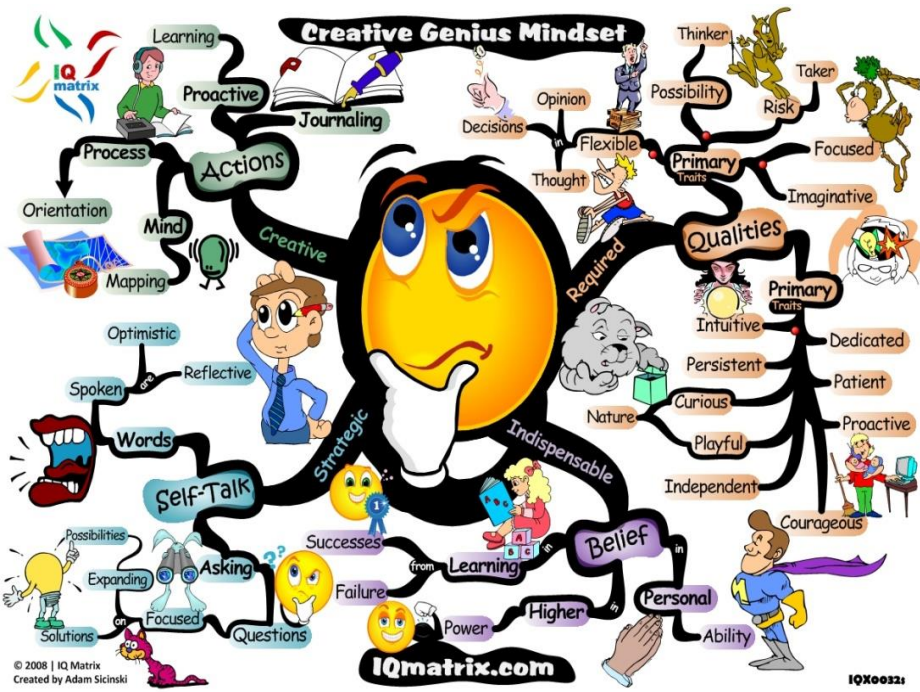 Creative Genius Mindset
IQ
matrix
Learning
Proactive
Journaling
Actions
Process
Orientation
Mind
Mapping
Creative
Thinker
Possibility
Taker
Risk
Opinion
Decisions
in
Flexible
Thought
Primary
Traits
Focused
Imaginative
Required
Qualities
Primary
Traits
Intuitive
Dedicated
Persistent
Patient
Nature
Curious
Playful
Proactive
Independent
Courageous
Optimistic
Spoken
are
Reflective
Words
Strategic
Self-Talk
Possibilities
Expanding
Solutions
on
Focused
Asking
??
Questions
Indispensable
1
A
B G
Successes
from
Learning
in
Failure
Belief
in
Personal
Ability
in
Higher
Power
IQmatrix.com
© 2008 | IQ Matrix
Created by Adam Sicinski